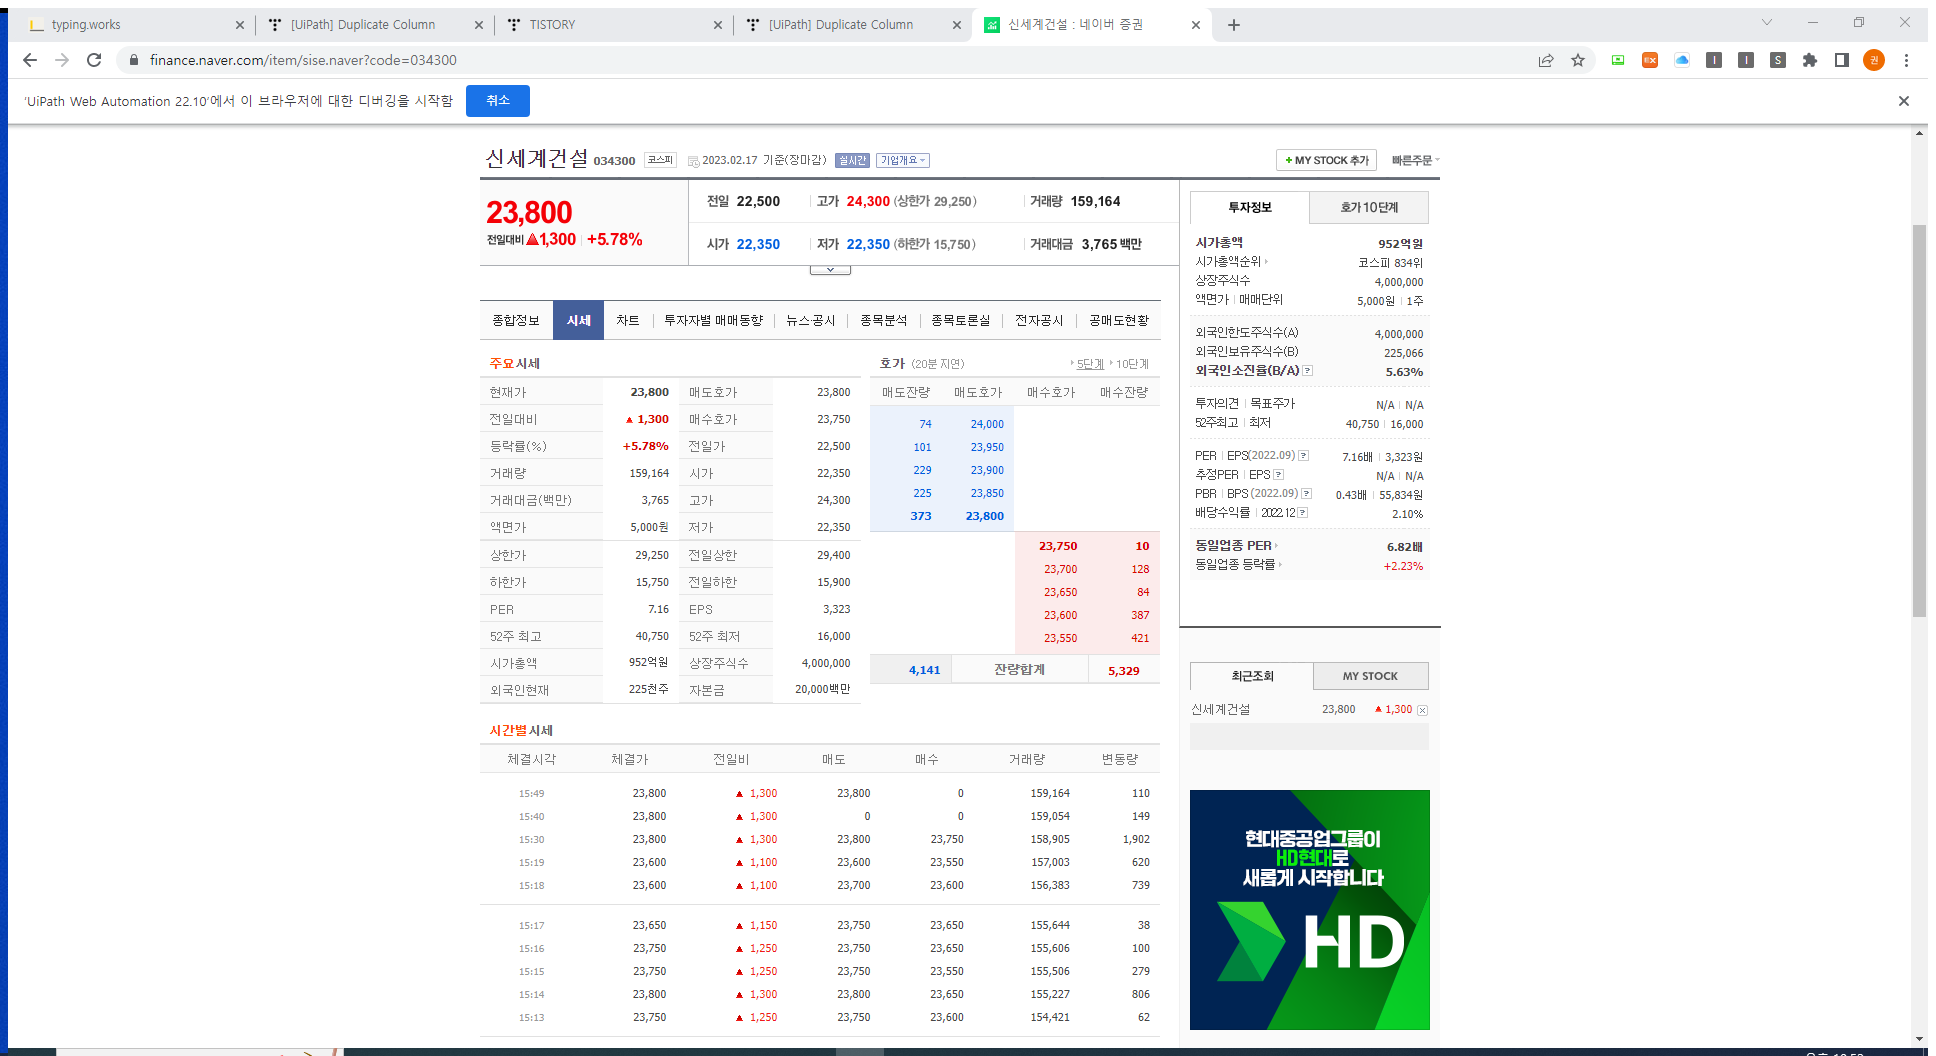 typing.works
[UiPath] Duplicate Column
TISTORY
[UiPath] Duplicate Column
신세계건설 : 네이버 증권
finance.naver.com/item/sise.naver?code=034300
'UiPath Web Automation 22.10'에서 이 브라우저에 대한 디버깅을 시작함 취소
신세계건설 034300 코스피 2023.02.17 기준(장마감) 실시간 기업개요
+ MY STOCK 추가 빠른주문
23,800
전일대비 ▲1,300 +5.78%
전일 22,500 고가 24,300 (상한가 29,250) 거래량 159,164
시가 22,350 저가 22,350 (하한가 15,750) 거래대금 3,765 백만
종합정보 시세 차트 투자자별 매매동향 뉴스·공시 종목분석 종목토론실 전자공시 공매도현황
주요시세
현재가 23,800 매도호가 23,800
전일대비 ▲ 1,300 매수호가 23,750
등락률(%) +5.78% 전일가 22,500
거래량 159,164 시가 22,350
거래대금(백만) 3,765 고가 24,300
액면가 5,000원 저가 22,350
상한가 29,250 전일상한 29,400
하한가 15,750 전일하한 15,900
PER 7.16 EPS 3,323
52주 최고 40,750 52주 최저 16,000
시가총액 952억원 상장주식수 4,000,000
외국인현재 225천주 자본금 20,000백만
호가 (20분 지연) 5단계 10단계
매도잔량 매도호가 매수호가 매수잔량
74 24,000
101 23,950
229 23,900
225 23,850
373 23,800
23,750 10
23,700 128
23,650 84
23,600 387
23,550 421
4,141 잔량합계 5,329
시간별시세
체결시각 체결가 전일비 매도 매수 거래량 변동량
15:49 23,800 ▲ 1,300 23,800 0 159,164 110
15:40 23,800 ▲ 1,300 0 0 159,054 149
15:30 23,800 ▲ 1,300 23,800 23,750 158,905 1,902
15:19 23,600 ▲ 1,100 23,600 23,550 157,003 620
15:18 23,600 ▲ 1,100 23,700 23,600 156,383 739
15:17 23,650 ▲ 1,150 23,750 23,650 155,644 38
15:16 23,750 ▲ 1,250 23,750 23,650 155,606 100
15:15 23,750 ▲ 1,250 23,750 23,550 155,506 279
15:14 23,800 ▲ 1,300 23,800 23,650 155,227 806
15:13 23,750 ▲ 1,250 23,750 23,600 154,421 62
투자정보 호가 10단계
시가총액 952억원
시가총액순위 코스피 834위
상장주식수 4,000,000
액면가 | 매매단위 5,000원 | 1주
외국인한도주식수(A) 4,000,000
외국인보유주식수(B) 225,066
외국인소진율(B/A) ? 5.63%
투자의견 | 목표주가 N/A | N/A
52주최고 | 최저 40,750 | 16,000
PER | EPS(2022.09) ? 7.16배 | 3,323원
추정PER | EPS ? N/A | N/A
PBR | BPS (2022.09) ? 0.43배 | 55,834원
배당수익률 | 2022.12 ? 2.10%
동일업종 PER 6.82배
동일업종 등락률 +2.23%
최근조회 MY STOCK
신세계건설 23,800 ▲ 1,300
현대중공업그룹이
HD현대로
새롭게 시작합니다
HD